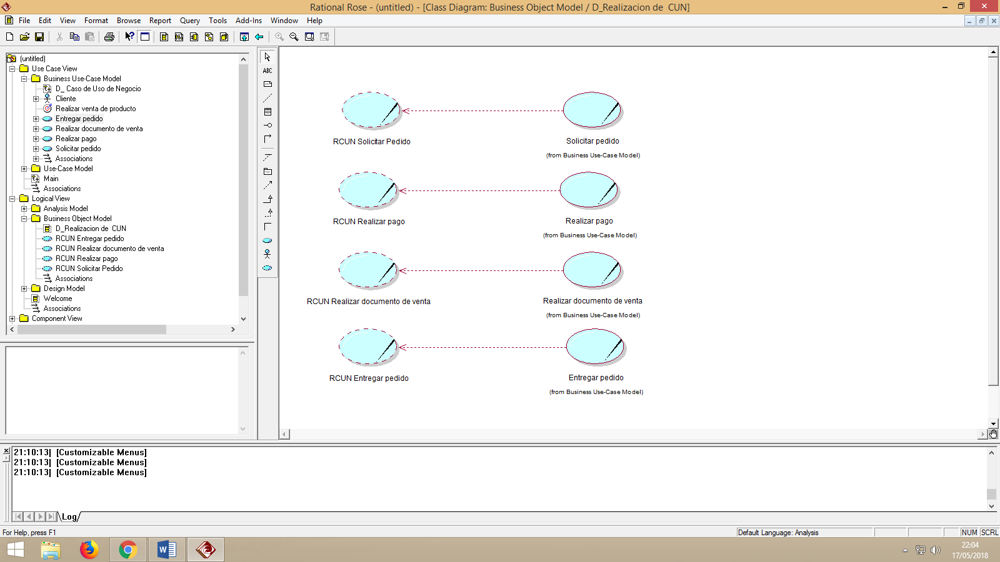 Rational Rose - (untitled) - [Class Diagram: Business Object Model / D_Realizacion de  CUN]
File Edit View Format Browse Report Query Tools Add-Ins Window Help
(untitled)
Use Case View
Business Use-Case Model
D_ Caso de Uso de Negocio
Cliente
Realizar venta de producto
Entregar pedido
Realizar documento de venta
Realizar pago
Solicitar pedido
Associations
Use-Case Model
Main
Associations
Logical View
Analysis Model
Business Object Model
D_Realizacion de  CUN
RCUN Entregar pedido
RCUN Realizar documento de venta
RCUN Realizar pago
RCUN Solicitar Pedido
Associations
Design Model
Welcome
Associations
Component View
ABC
RCUN Solicitar Pedido
Solicitar pedido
(from Business Use-Case Model)
RCUN Realizar pago
Realizar pago
(from Business Use-Case Model)
RCUN Realizar documento de venta
Realizar documento de venta
(from Business Use-Case Model)
RCUN Entregar pedido
Entregar pedido
(from Business Use-Case Model)
21:10:13|  [Customizable Menus]
21:10:13|  [Customizable Menus]
21:10:13|  [Customizable Menus]
Log
For Help, press F1
Default Language: Analysis
NUM
SCRL
22:04
17/05/2018